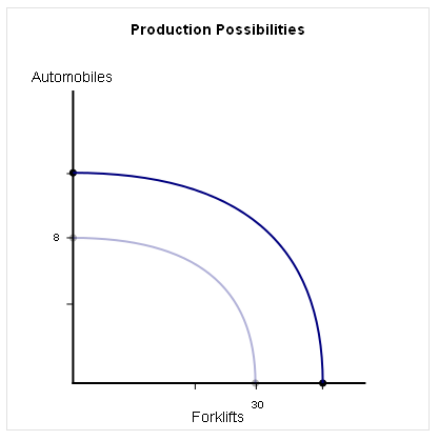 Production Possibilities
Automobiles
8
30
Forklifts